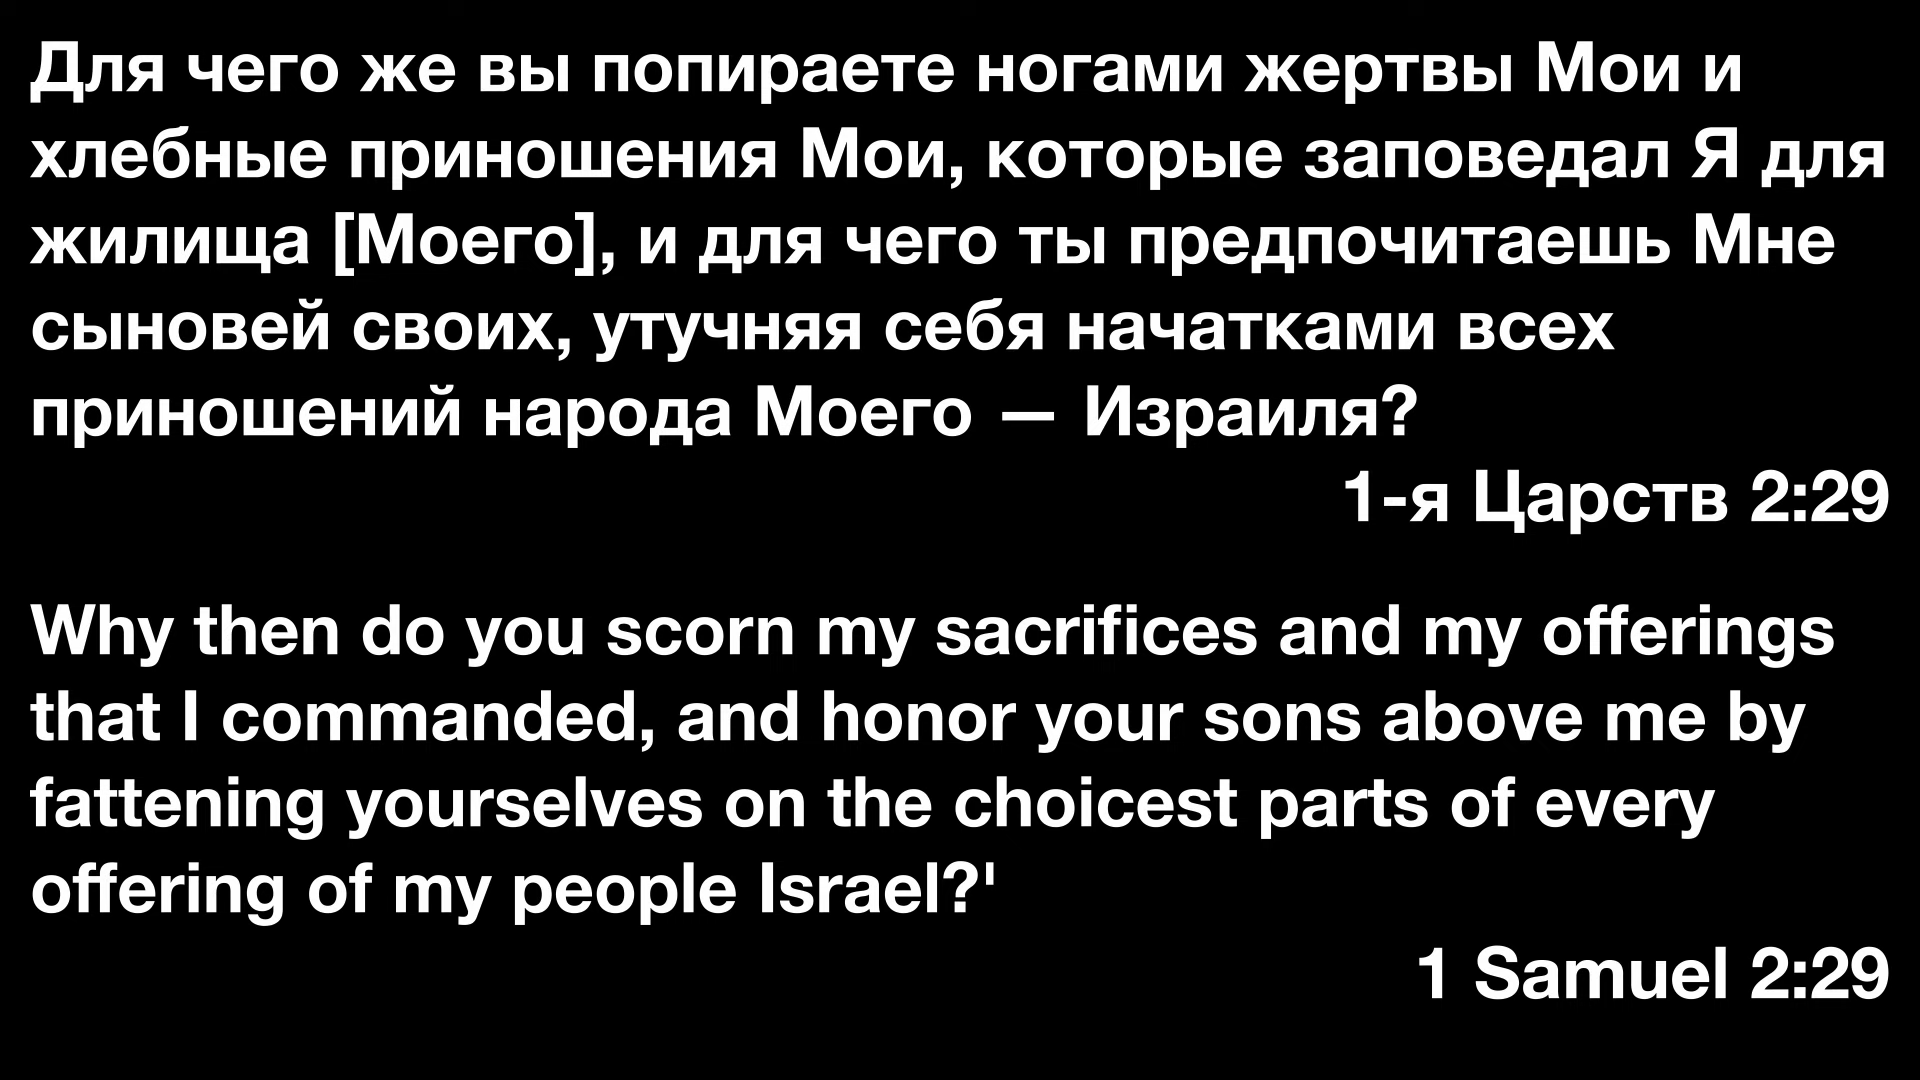 Для чего же вы попираете ногами жертвы Мои и
хлебные приношения Мои, которые заповедал Я для
жилища [Моего], и для чего ты предпочитаешь Мне
сыновей своих, утучняя себя начатками всех
приношений народа Моего — Израиля?
1-я Царств 2:29
Why then do you scorn my sacrifices and my offerings
that I commanded, and honor your sons above me by
fattening yourselves on the choicest parts of every
offering of my people Israel?'
1 Samuel 2:29